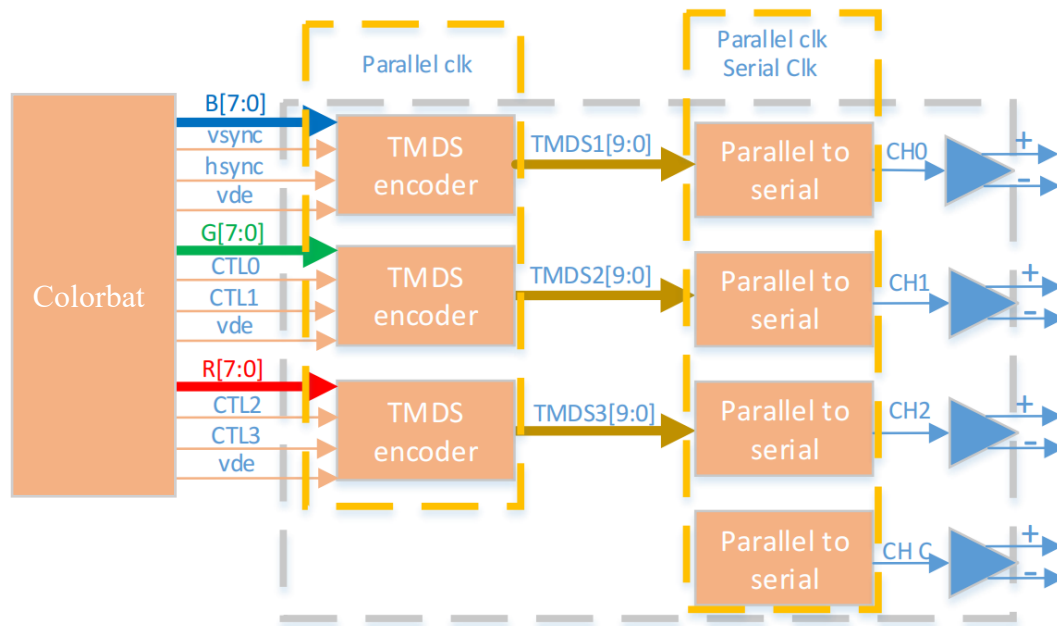 Parallel clk
Parallel clk
Serial Clk
Colorbat
B[7:0]
vsync
hsync
vde
G[7:0]
CTL0
CTL1
vde
R[7:0]
CTL2
CTL3
vde
TMDS
encoder
TMDS
encoder
TMDS
encoder
TMDS1[9:0]
TMDS2[9:0]
TMDS3[9:0]
Parallel to
serial
Parallel to
serial
Parallel to
serial
Parallel to
serial
CH0
+
-
CH1
+
-
CH2
+
-
CH C
+
-